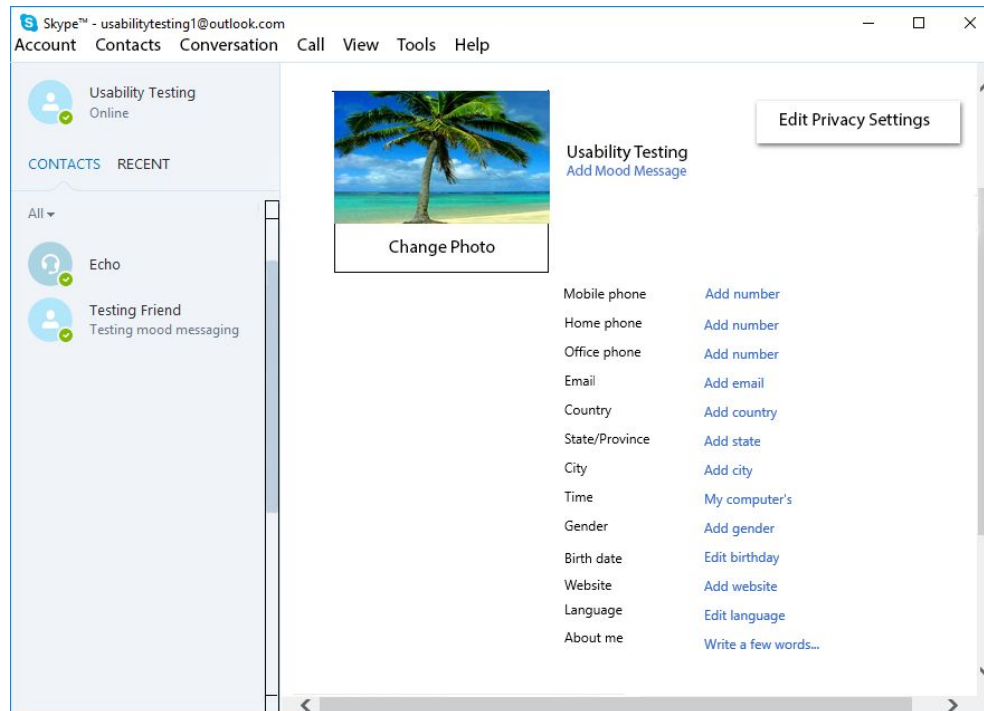 Skype™ - usabilitytesting1@outlook.com
Account Contacts Conversation Call View Tools Help
Usability Testing
Online
CONTACTS RECENT
All
Echo
Testing Friend
Testing mood messaging
Change Photo
Usability Testing
Add Mood Message
Edit Privacy Settings
Mobile phone Add number
Home phone Add number
Office phone Add number
Email Add email
Country Add country
State/Province Add state
City Add city
Time My computer's
Gender Add gender
Birth date Edit birthday
Website Add website
Language Edit language
About me Write a few words...